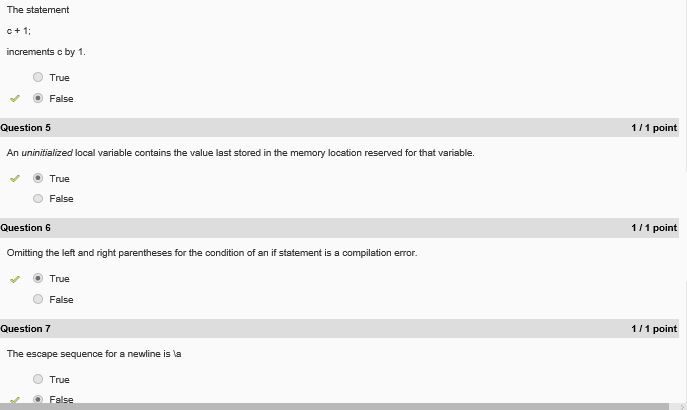 The statement
c + 1;
increments c by 1.
True
False
Question 5 1 / 1 point
An uninitialized local variable contains the value last stored in the memory location reserved for that variable.
True
False
Question 6 1 / 1 point
Omitting the left and right parentheses for the condition of an if statement is a compilation error.
True
False
Question 7 1 / 1 point
The escape sequence for a newline is \a
True
False